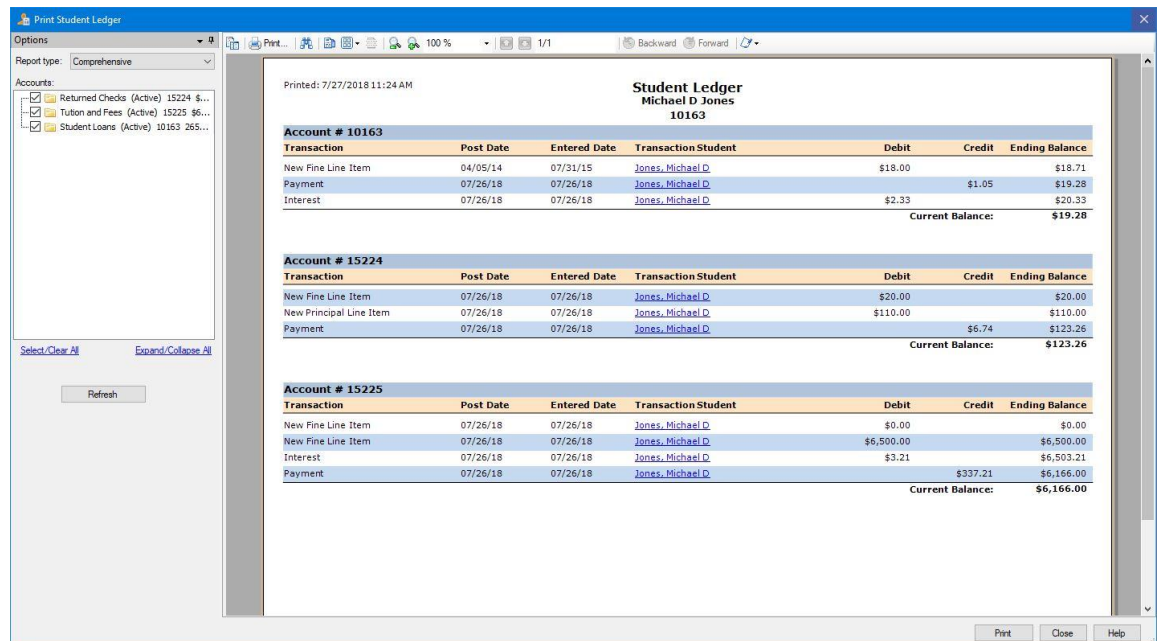 Print Student Ledger
Options
Print... 100 % 1/1 Backward Forward
Report type: Comprehensive
Accounts:
Returned Checks (Active) 15224 $...
Tution and Fees (Active) 15225 $6...
Student Loans (Active) 10163 265...
Select/Clear All Expand/Collapse All
Refresh
Printed: 7/27/2018 11:24 AM
Student Ledger
Michael D Jones
10163
Account # 10163
Transaction Post Date Entered Date Transaction Student Debit Credit Ending Balance
New Fine Line Item 04/05/14 07/31/15 Jones, Michael D $18.00 $18.71
Payment 07/26/18 07/26/18 Jones, Michael D $1.05 $19.28
Interest 07/26/18 07/26/18 Jones, Michael D $2.33 $20.33
Current Balance: $19.28
Account # 15224
Transaction Post Date Entered Date Transaction Student Debit Credit Ending Balance
New Fine Line Item 07/26/18 07/26/18 Jones, Michael D $20.00 $20.00
New Principal Line Item 07/26/18 07/26/18 Jones, Michael D $110.00 $110.00
Payment 07/26/18 07/26/18 Jones, Michael D $6.74 $123.26
Current Balance: $123.26
Account # 15225
Transaction Post Date Entered Date Transaction Student Debit Credit Ending Balance
New Fine Line Item 07/26/18 07/26/18 Jones, Michael D $0.00 $0.00
New Fine Line Item 07/26/18 07/26/18 Jones, Michael D $6,500.00 $6,500.00
Interest 07/26/18 07/26/18 Jones, Michael D $3.21 $6,503.21
Payment 07/26/18 07/26/18 Jones, Michael D $337.21 $6,166.00
Current Balance: $6,166.00
Print Close Help